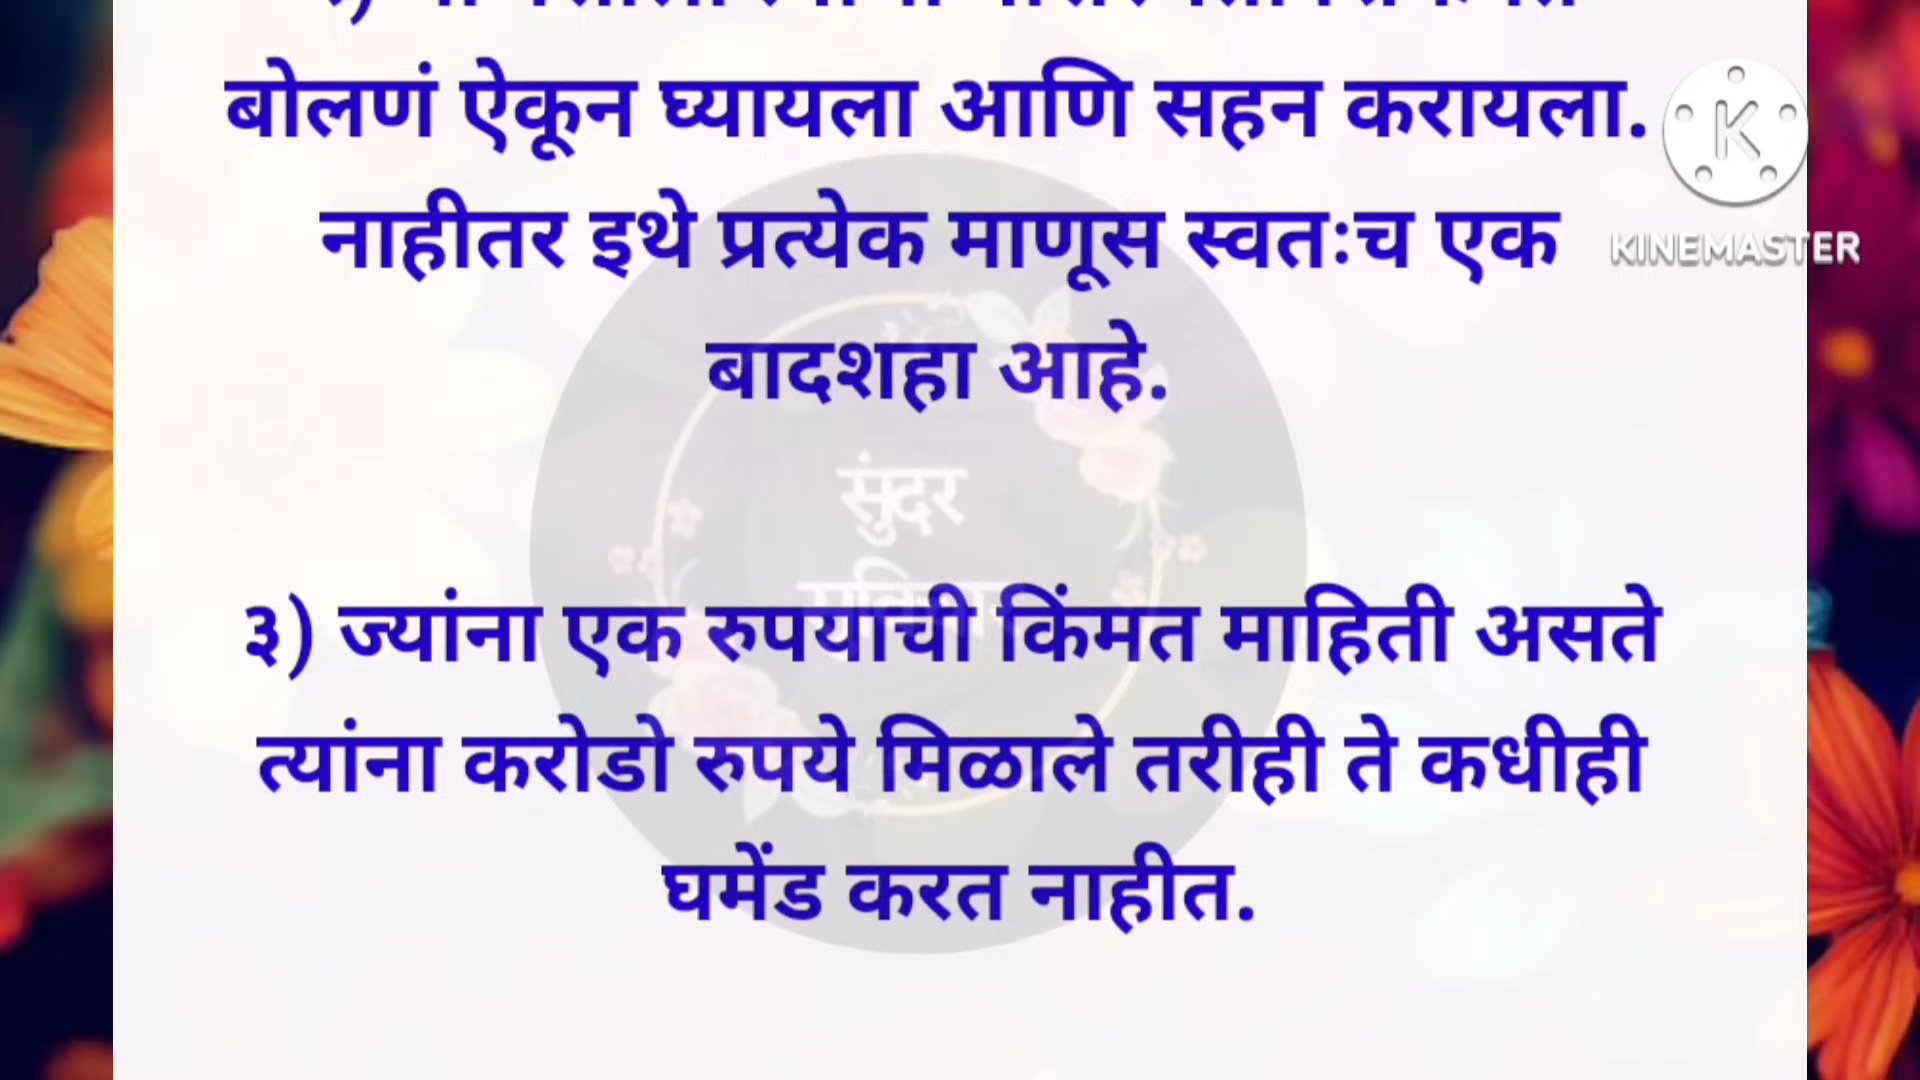 बोलणं ऐकून घ्यायला आणि सहन करायला.
नाहीतर इथे प्रत्येक माणूस स्वतःच एक
बादशहा आहे.
३) ज्यांना एक रुपयाची किंमत माहिती असते
त्यांना करोडो रुपये मिळाले तरीही ते कधीही
घमेंड करत नाहीत.
सुंदर
KINEMASTER